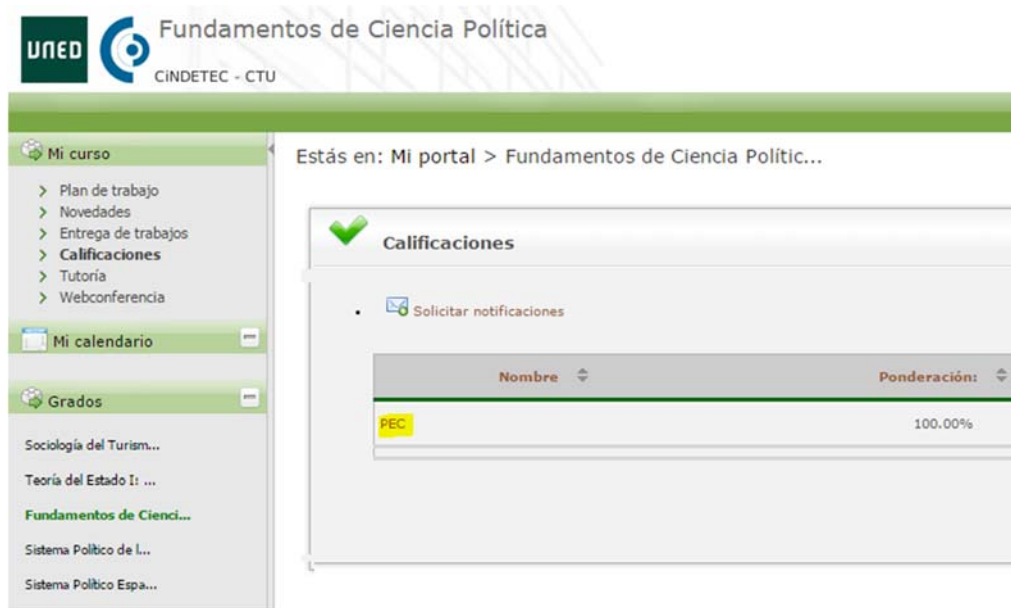 Fundamentos de Ciencia Política
UNED
CiNDETEC - CTU
Mi curso
Plan de trabajo
Novedades
Entrega de trabajos
Calificaciones
Tutoría
Webconferencia
Mi calendario
Grados
Sociología del Turism...
Teoría del Estado I: ...
Fundamentos de Cienci...
Sistema Político de l...
Sistema Político Espa...
Estás en: Mi portal > Fundamentos de Ciencia Polític...
Calificaciones
Solicitar notificaciones
Nombre Ponderación:
PEC 100.00%